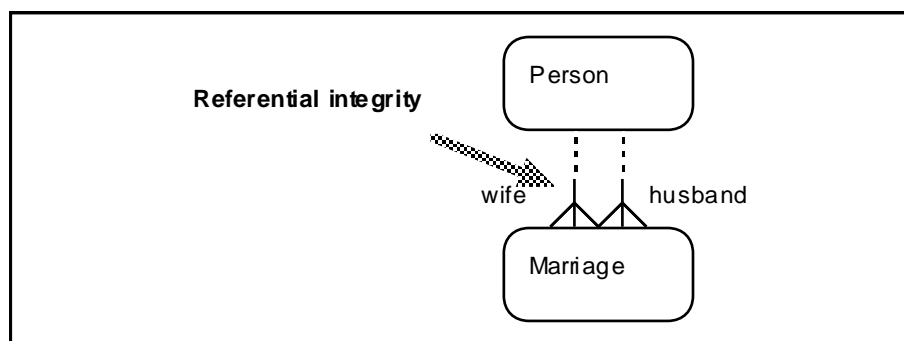 Person
Referential integrity
wife
husband
Marriage